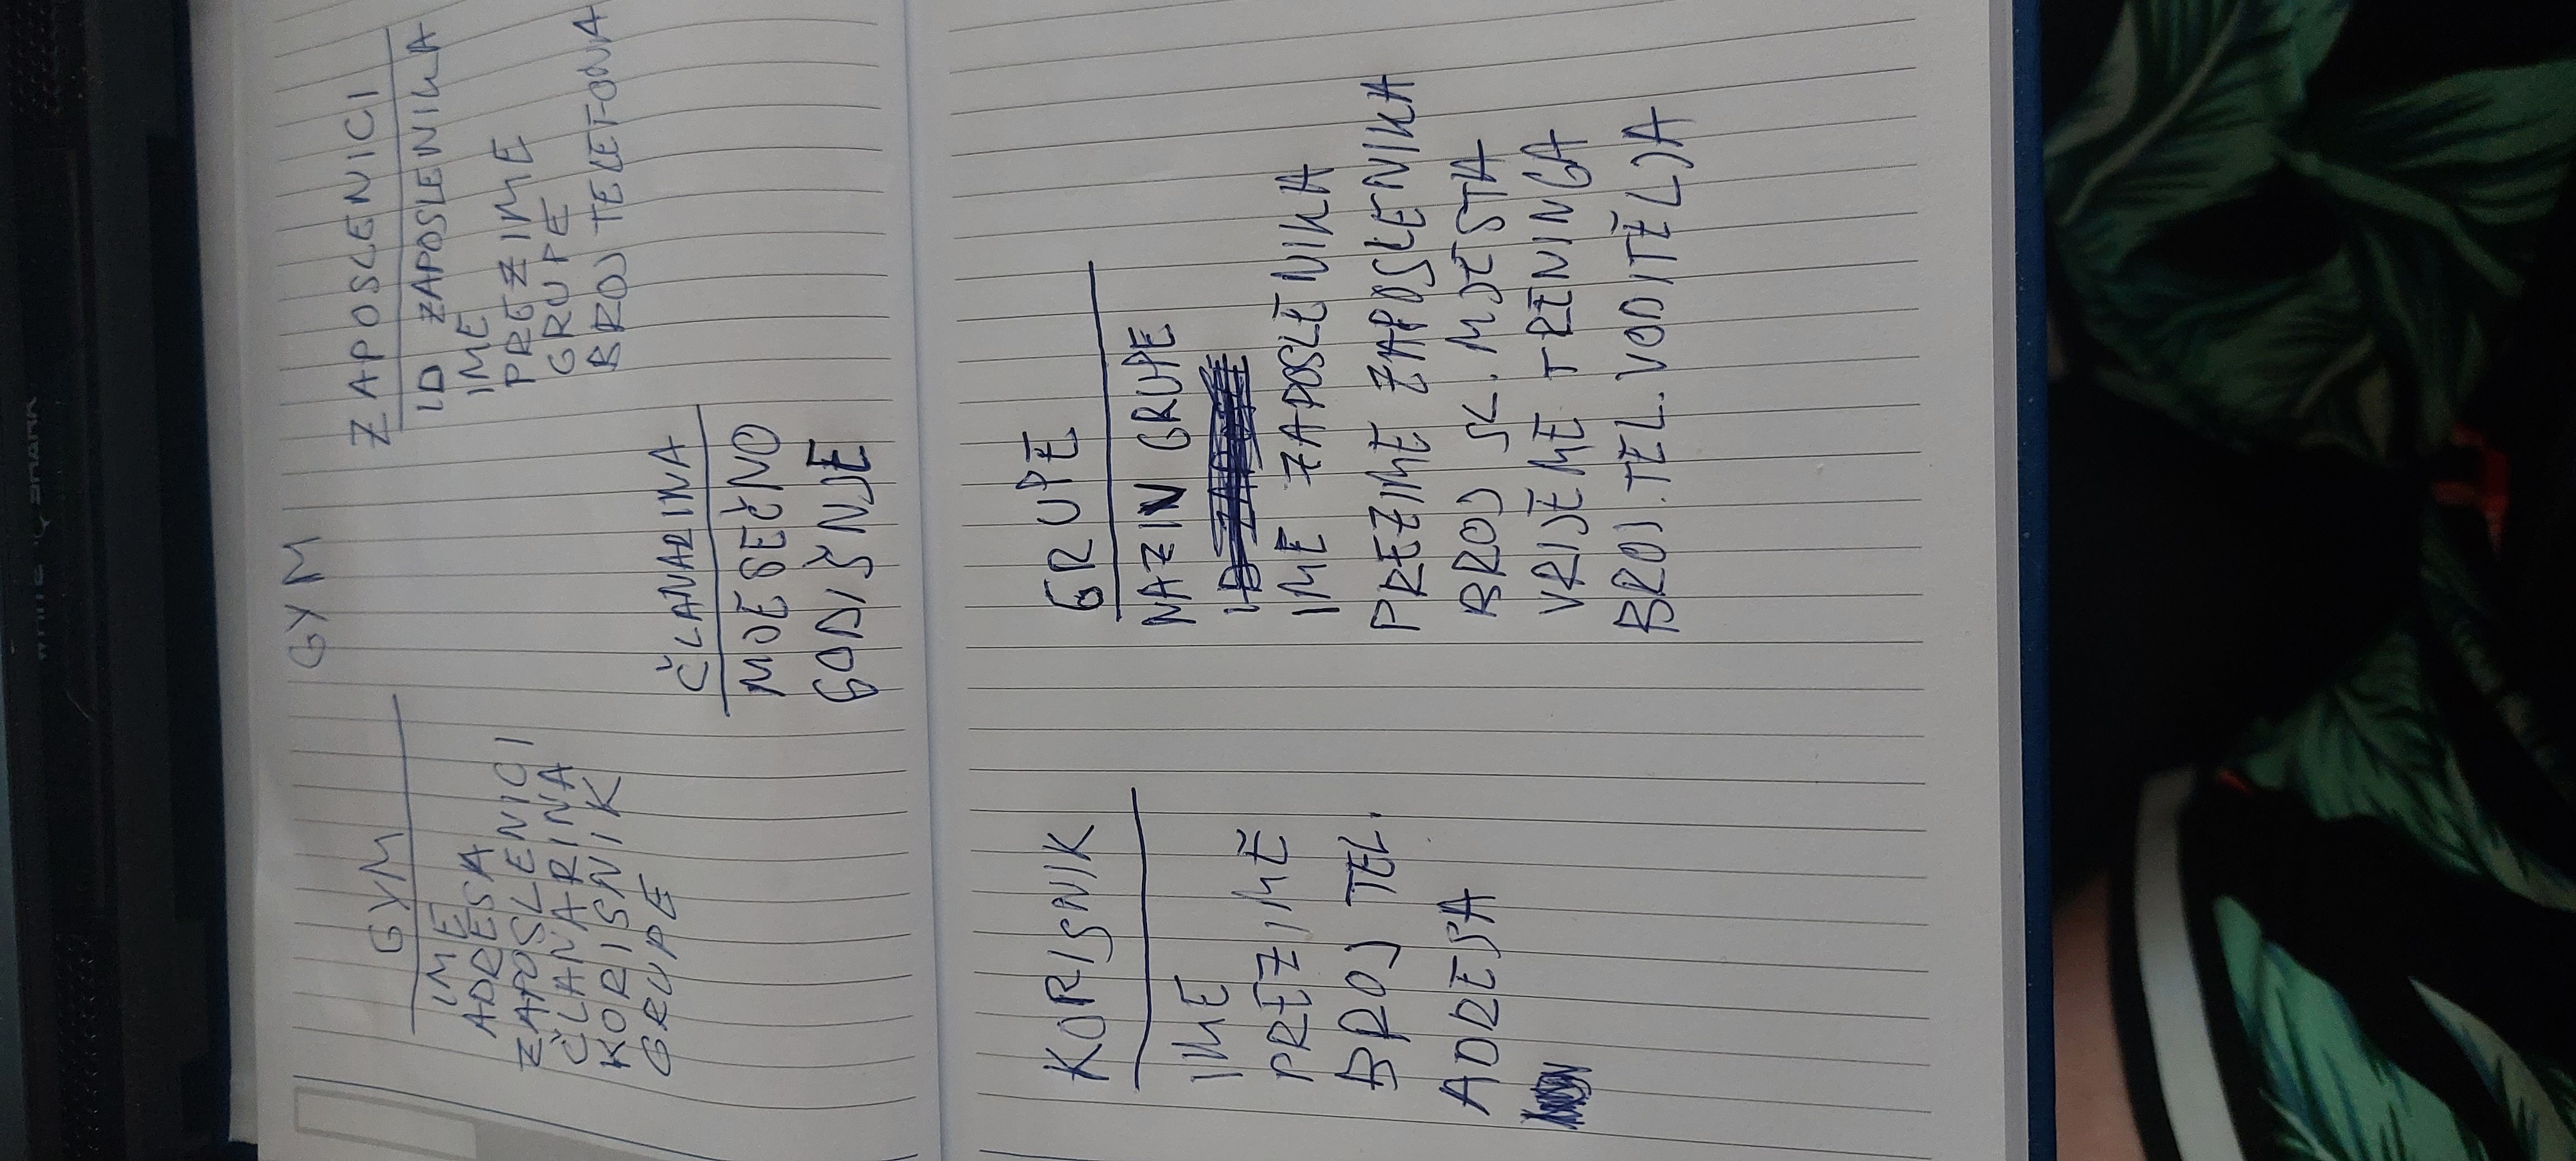 WHITE SHARK
GYM
GYM
IME
ADRESA
ZAPOSLENICI
ČLANARINA
KORISNIK
GRUPE
ZAPOSLENICI
ID ZAPOSLENIKA
IME
PREZIME
GRUPE
BROJ TELEFONA
ČLANARINA
MJESEČNO
GODIŠNJE
KORISNIK
IME
PREZIME
BROJ TEL.
ADRESA
GRUPE
NAZIV GRUPE
IME ZAPOSLENIKA
PREZIME ZAPOSLENIKA
BROJ SL. MJESTA
VRIJEME TRENINGA
BROJ.TEL.VODITELJA